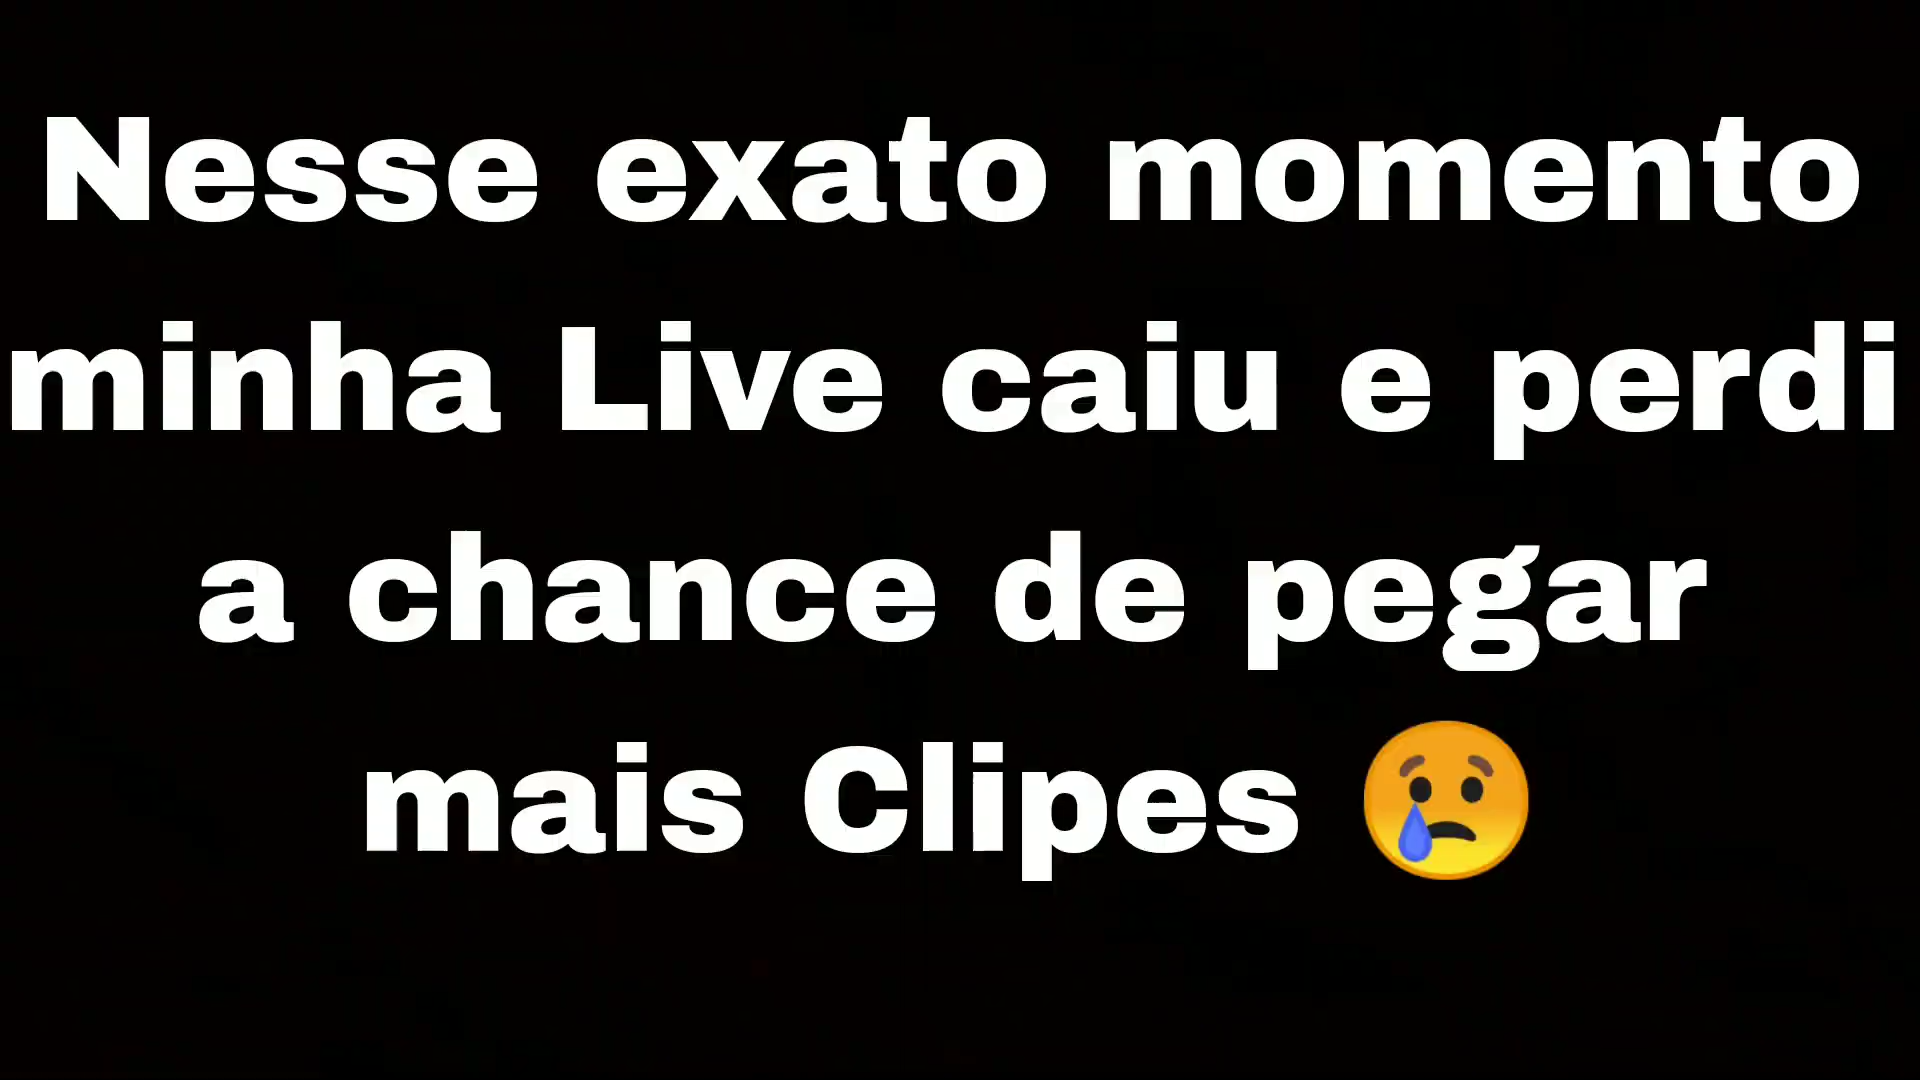 Nesse exato momento
minha Live caiu e perdi
a chance de pegar
mais Clipes 😢